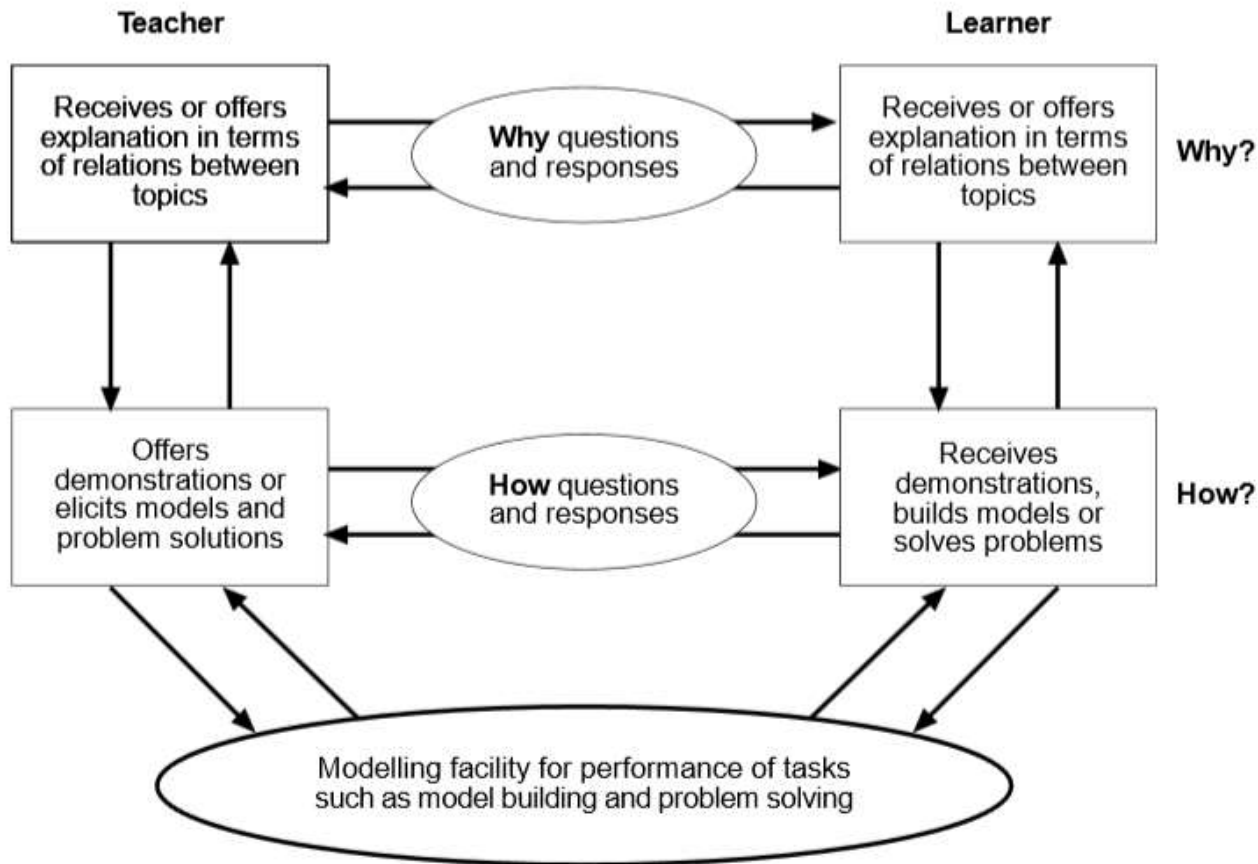 Teacher
Learner
Receives or offers
explanation in terms
of relations between
topics
Why questions
and responses
Receives or offers
explanation in terms
of relations between
topics
Why?
Offers
demonstrations or
elicits models and
problem solutions
How questions
and responses
Receives
demonstrations,
builds models or
solves problems
How?
Modelling facility for performance of tasks
such as model building and problem solving